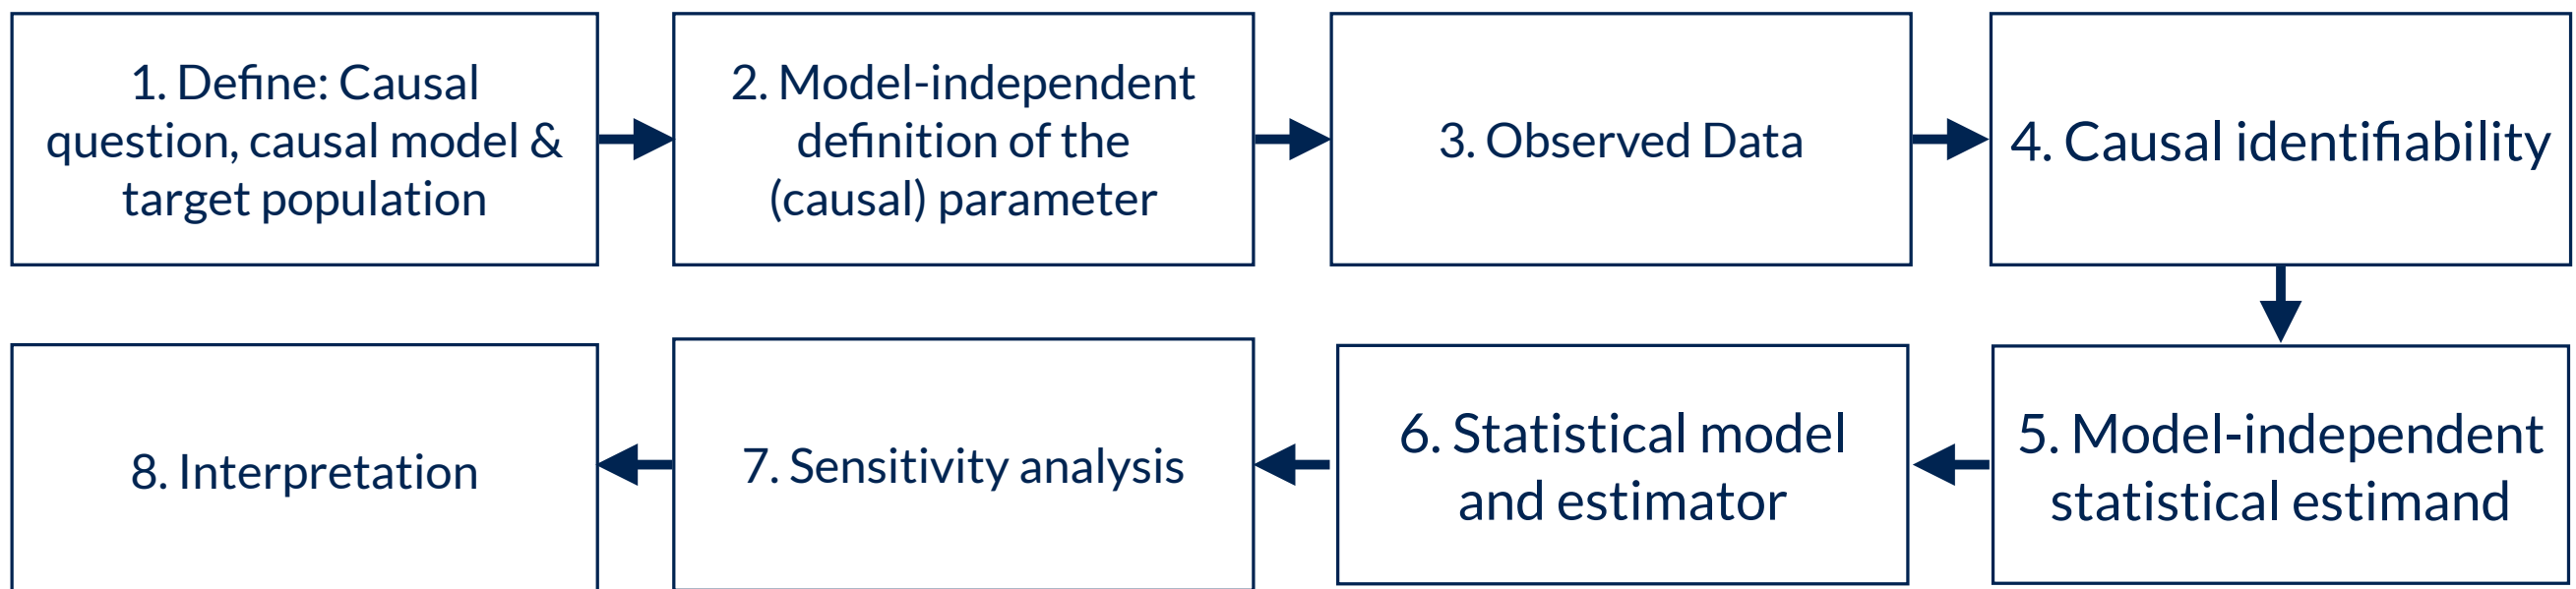 1. Define: Causal
question, causal model &
target population
2. Model-independent
definition of the
(causal) parameter
3. Observed Data
4. Causal identifiability
5. Model-independent
statistical estimand
6. Statistical model
and estimator
7. Sensitivity analysis
8. Interpretation